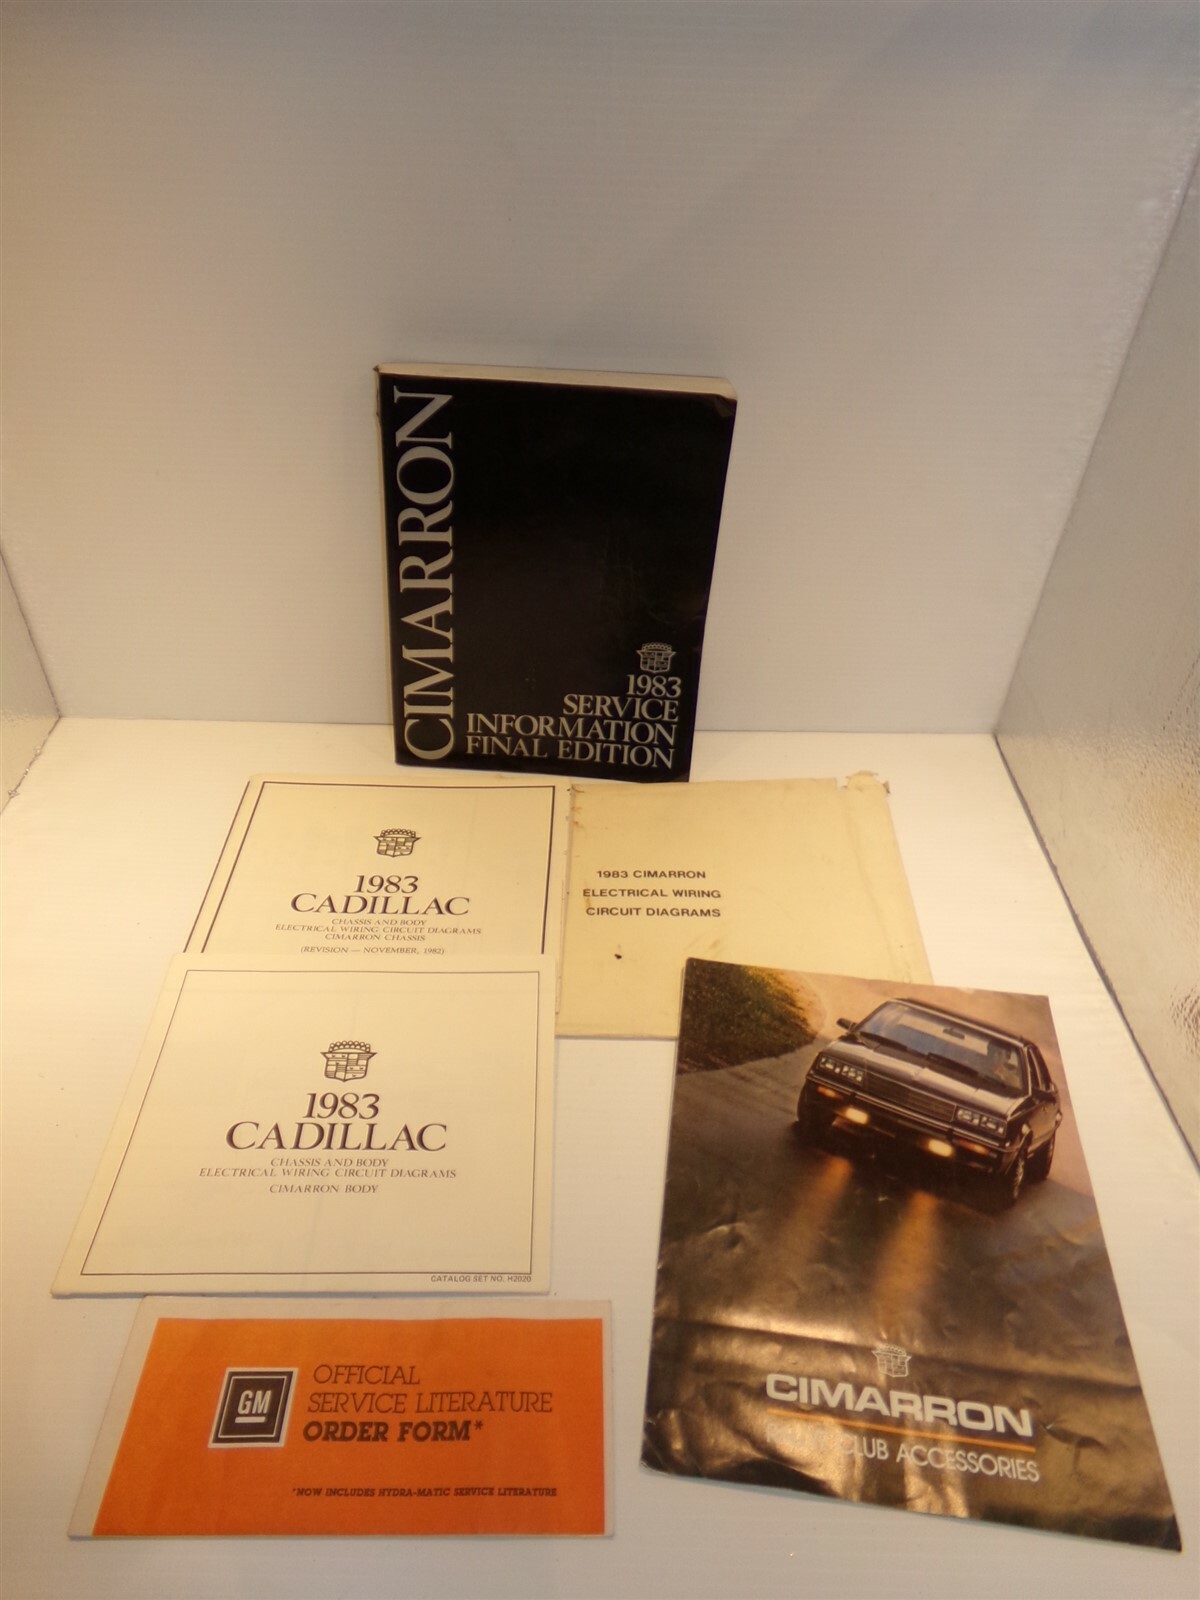 CIMARRON
1983
SERVICE
INFORMATION
FINAL EDITION
1983
CADILLAC
CHASSIS AND BODY
ELECTRICAL WIRING CIRCUIT DIAGRAMS
CIMARRON CHASSIS
(REVISION — NOVEMBER, 1982)
1983 CIMARRON
ELECTRICAL WIRING
CIRCUIT DIAGRAMS
1983
CADILLAC
CHASSIS AND BODY
ELECTRICAL WIRING CIRCUIT DIAGRAMS
CIMARRON BODY
CATALOG SET NO. H2020
GM
OFFICIAL
SERVICE LITERATURE
ORDER FORM*
*NOW INCLUDES HYDRA-MATIC SERVICE LITERATURE
CIMARRON
CLUB ACCESSORIES